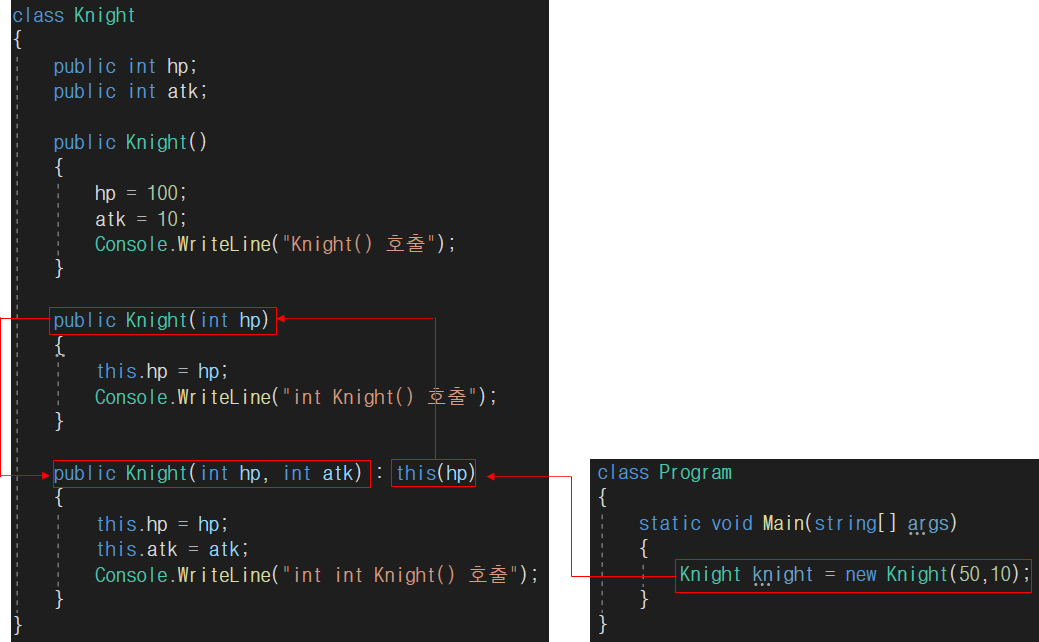 class Knight
{
public int hp;
public int atk;
public Knight()
{
hp = 100;
atk = 10;
Console.WriteLine("Knight() 호출");
}
public Knight(int hp)
{
this.hp = hp;
Console.WriteLine("int Knight() 호출");
}
public Knight(int hp, int atk) : this(hp)
{
this.hp = hp;
this.atk = atk;
Console.WriteLine("int int Knight() 호출");
}
}
class Program
{
static void Main(string[] args)
{
Knight knight = new Knight(50,10);
}
}